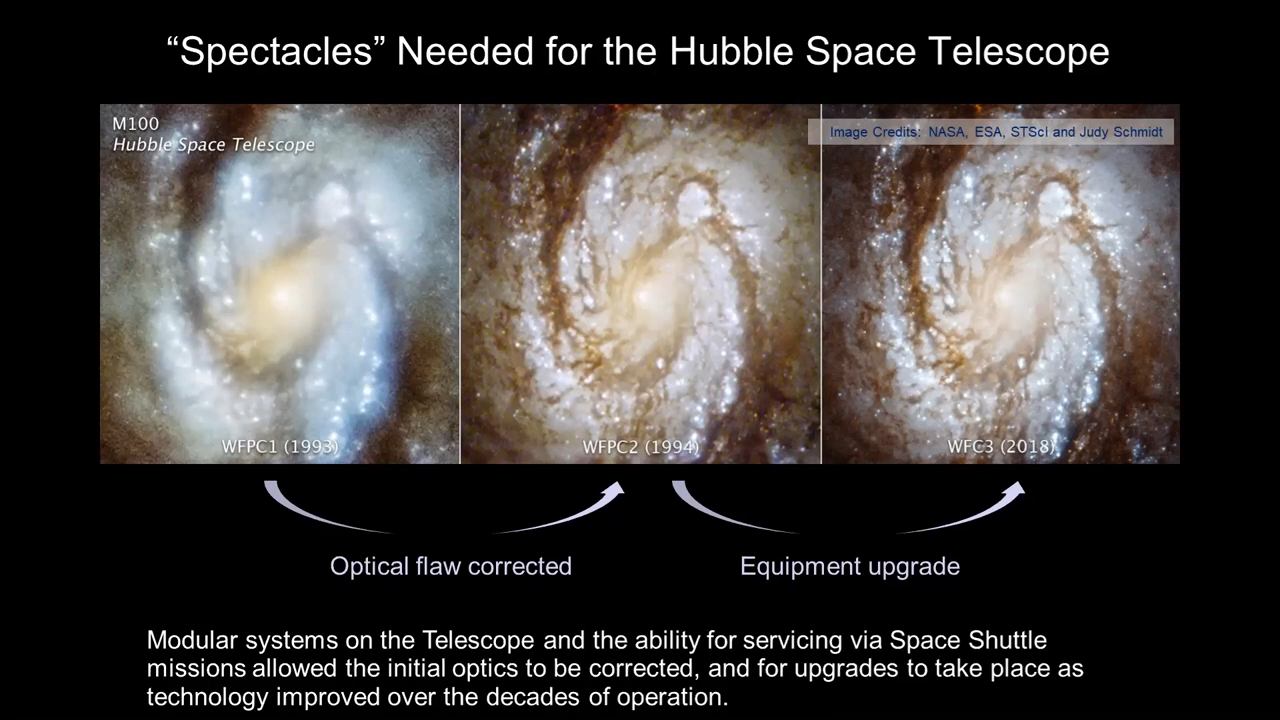 “Spectacles” Needed for the Hubble Space Telescope
M100
Hubble Space Telescope
Image Credits: NASA, ESA, STScI and Judy Schmidt
WFPC1 (1993)
WFPC2 (1994)
WFC3 (2018)
Optical flaw corrected
Equipment upgrade
Modular systems on the Telescope and the ability for servicing via Space Shuttle
missions allowed the initial optics to be corrected, and for upgrades to take place as
technology improved over the decades of operation.